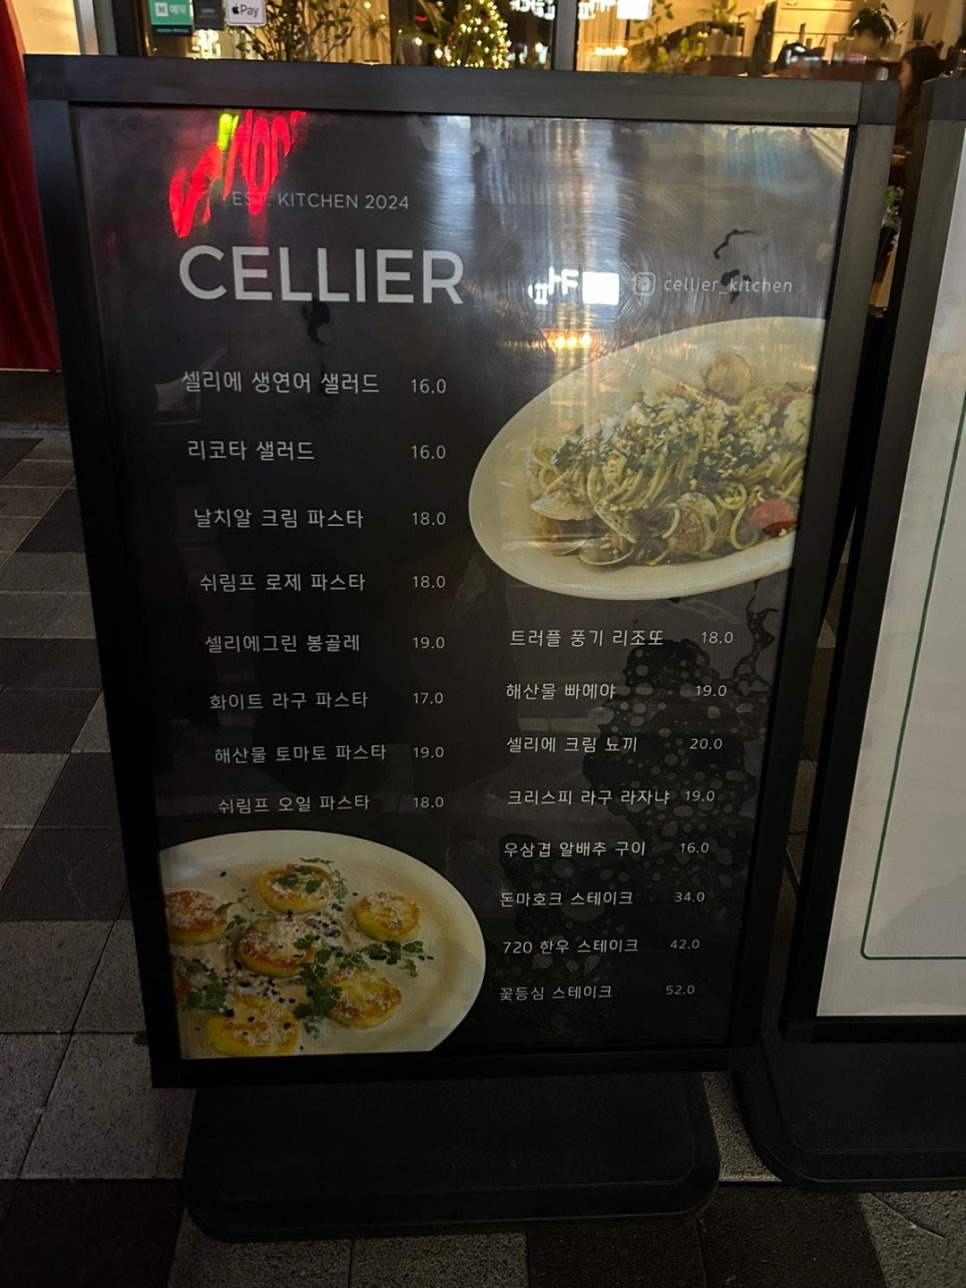 예약
Pay
KITCHEN 2024
CELLIER
cellier_kitchen
셀리에 생연어 샐러드 16.0
리코타 샐러드 16.0
날치알 크림 파스타 18.0
쉬림프 로제 파스타 18.0
셀리에그린 봉골레 19.0
화이트 라구 파스타 17.0
해산물 토마토 파스타 19.0
쉬림프 오일 파스타 18.0
트러플 풍기 리조또 18.0
해산물 빠에야 19.0
셀리에 크림 뇨끼 20.0
크리스피 라구 라자냐 19.0
우삼겹 알배추 구이 16.0
돈마호크 스테이크 34.0
720 한우 스테이크 42.0
꽃등심 스테이크 52.0